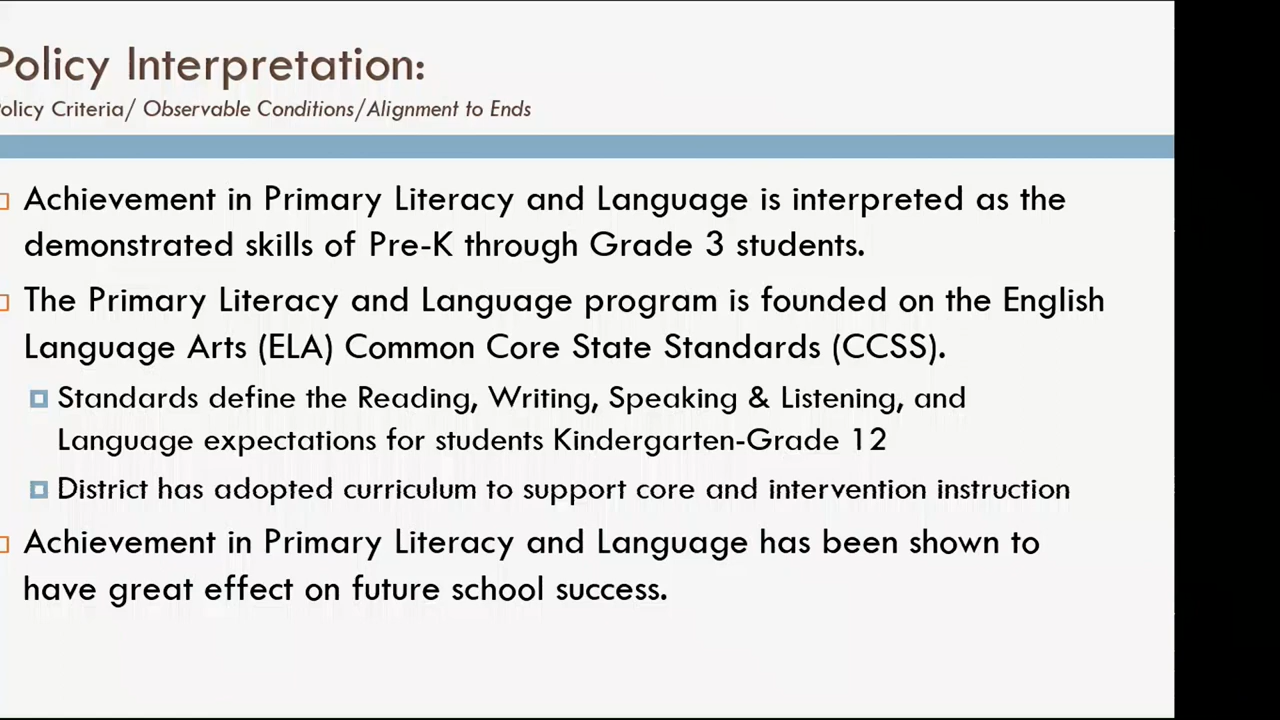 Policy Interpretation:
olicy Criteria/ Observable Conditions/Alignment to Ends
Achievement in Primary Literacy and Language is interpreted as the
demonstrated skills of Pre-K through Grade 3 students.
The Primary Literacy and Language program is founded on the English
Language Arts (ELA) Common Core State Standards (CCSS).
Standards define the Reading, Writing, Speaking & Listening, and
Language expectations for students Kindergarten-Grade 12
District has adopted curriculum to support core and intervention instruction
Achievement in Primary Literacy and Language has been shown to
have great effect on future school success.